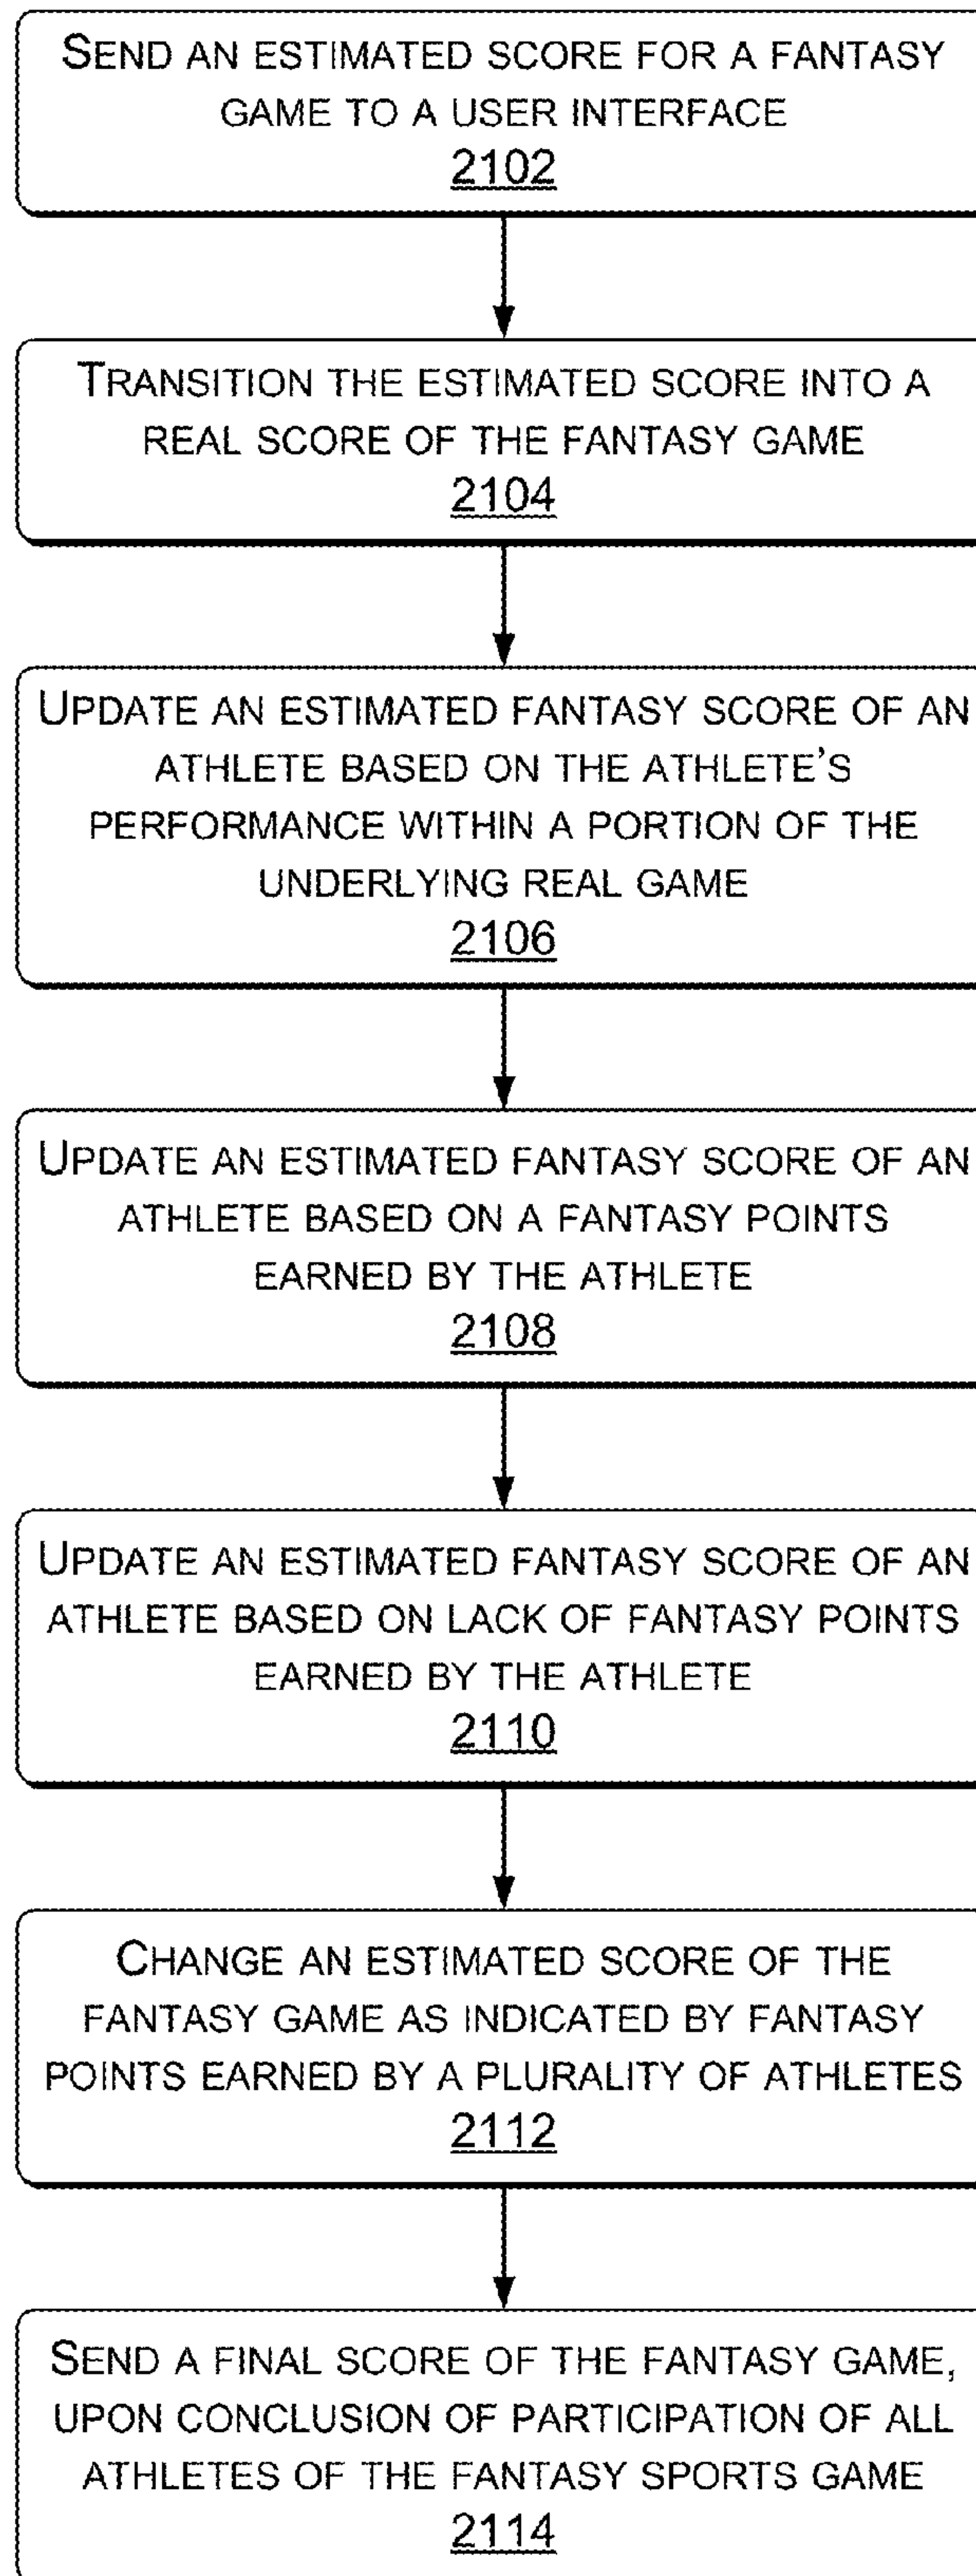 SEND AN ESTIMATED SCORE FOR A FANTASY
GAME TO A USER INTERFACE
2102
TRANSITION THE ESTIMATED SCORE INTO A
REAL SCORE OF THE FANTASY GAME
2104
UPDATE AN ESTIMATED FANTASY SCORE OF AN
ATHLETE BASED ON THE ATHLETE'S
PERFORMANCE WITHIN A PORTION OF THE
UNDERLYING REAL GAME
2106
UPDATE AN ESTIMATED FANTASY SCORE OF AN
ATHLETE BASED ON A FANTASY POINTS
EARNED BY THE ATHLETE
2108
UPDATE AN ESTIMATED FANTASY SCORE OF AN
ATHLETE BASED ON LACK OF FANTASY POINTS
EARNED BY THE ATHLETE
2110
CHANGE AN ESTIMATED SCORE OF THE
FANTASY GAME AS INDICATED BY FANTASY
POINTS EARNED BY A PLURALITY OF ATHLETES
2112
SEND A FINAL SCORE OF THE FANTASY GAME,
UPON CONCLUSION OF PARTICIPATION OF ALL
ATHLETES OF THE FANTASY SPORTS GAME
2114